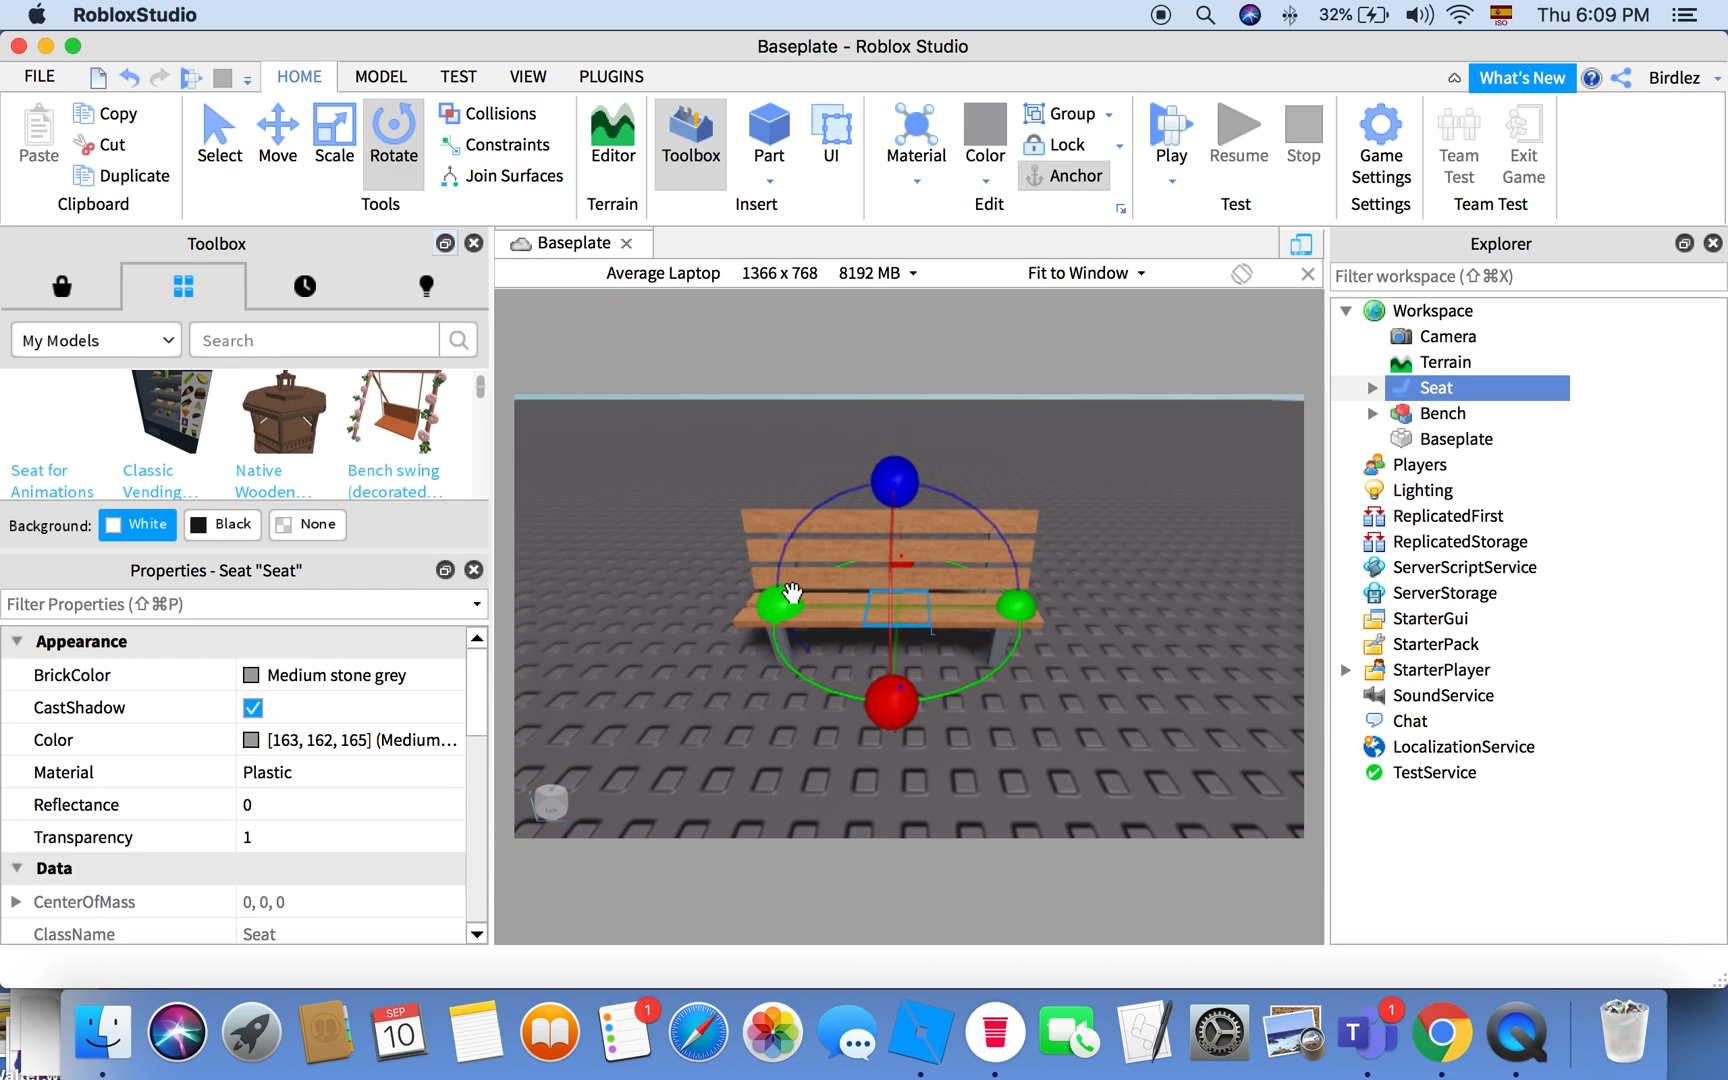 RobloxStudio
32%
ISO
Thu 6:09 PM
Baseplate - Roblox Studio
FILE
HOME
MODEL
TEST
VIEW
PLUGINS
What's New
Birdlez
Paste
Copy
Cut
Duplicate
Clipboard
Select
Move
Scale
Rotate
Collisions
Constraints
Join Surfaces
Tools
Editor
Terrain
Toolbox
Part
UI
Insert
Material
Color
Group
Lock
Anchor
Edit
Play
Resume
Stop
Test
Game
Settings
Settings
Team
Test
Exit
Game
Team Test
Toolbox
My Models
Search
Seat for
Animations
Classic
Vending...
Native
Wooden...
Bench swing
(decorated...
Background:
White
Black
None
Properties - Seat "Seat"
Filter Properties (⇧⌘P)
Appearance
BrickColor
Medium stone grey
CastShadow
Color
[163, 162, 165] (Medium...
Material
Plastic
Reflectance
0
Transparency
1
Data
CenterOfMass
0, 0, 0
ClassName
Seat
Baseplate
Average Laptop
1366 x 768
8192 MB
Fit to Window
Explorer
Filter workspace (⇧⌘X)
Workspace
Camera
Terrain
Seat
Bench
Baseplate
Players
Lighting
ReplicatedFirst
ReplicatedStorage
ServerScriptService
ServerStorage
StarterGui
StarterPack
StarterPlayer
SoundService
Chat
LocalizationService
TestService
SEP
10
1
T
1